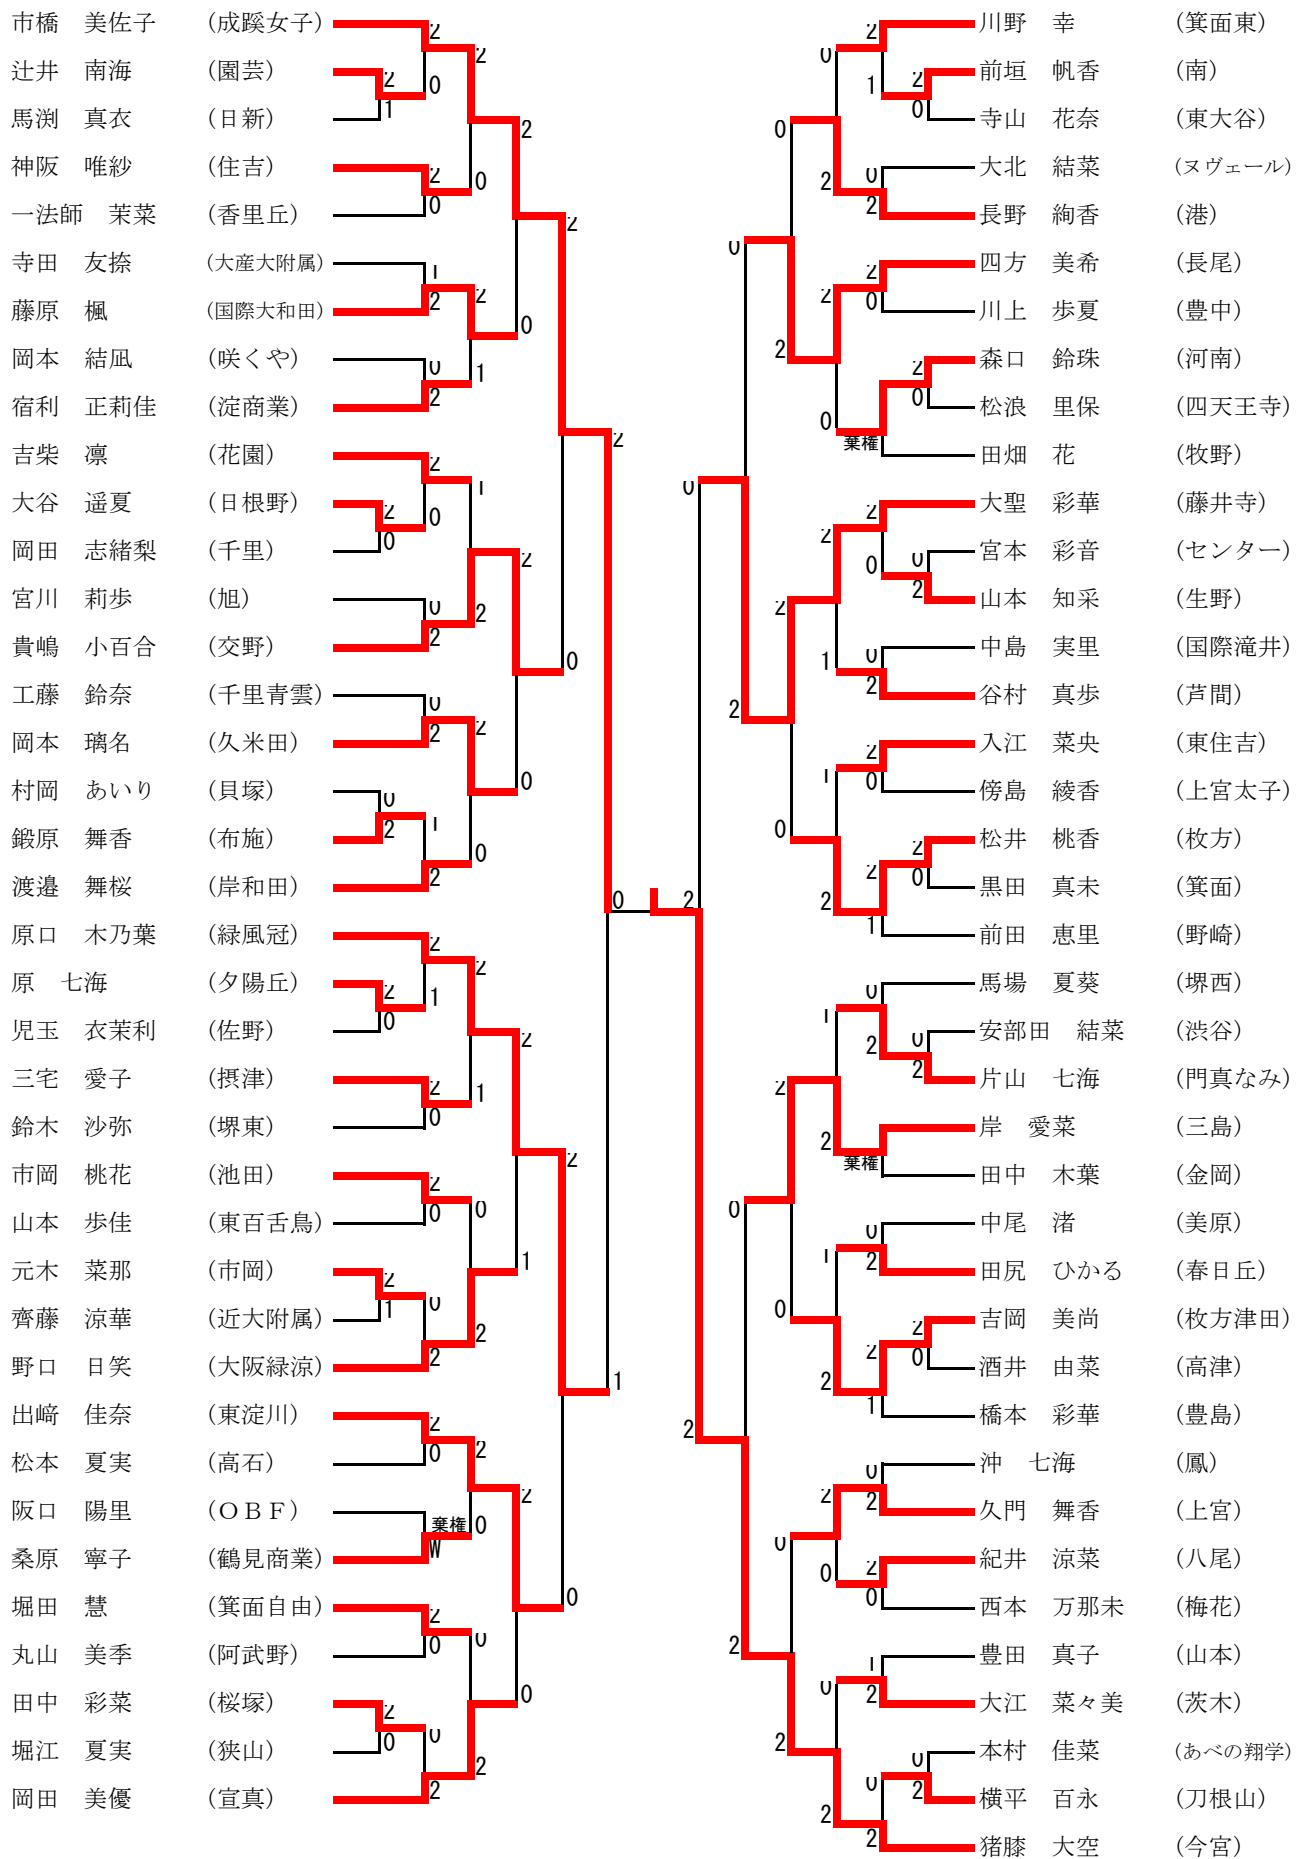 市橋　美佐子　(成蹊女子)
辻井　南海　(園芸)
馬渕　真衣　(日新)
神阪　唯紗　(住吉)
一法師　茉菜　(香里丘)
寺田　友捺　(大産大附属)
藤原　楓　(国際大和田)
岡本　結凪　(咲くや)
宿利　正莉佳　(淀商業)
吉柴　凛　(花園)
大谷　遥夏　(日根野)
岡田　志緒梨　(千里)
宮川　莉歩　(旭)
貴嶋　小百合　(交野)
工藤　鈴奈　(千里青雲)
岡本　璃名　(久米田)
村岡　あいり　(貝塚)
鍛原　舞香　(布施)
渡邉　舞桜　(岸和田)
原口　木乃葉　(緑風冠)
原　七海　(夕陽丘)
児玉　衣茉利　(佐野)
三宅　愛子　(摂津)
鈴木　沙弥　(堺東)
市岡　桃花　(池田)
山本　歩佳　(東百舌鳥)
元木　菜那　(市岡)
齊藤　涼華　(近大附属)
野口　日笑　(大阪緑涼)
出﨑　佳奈　(東淀川)
松本　夏実　(高石)
阪口　陽里　(ＯＢＦ)
棄権
W
桑原　寧子　(鶴見商業)
堀田　慧　(箕面自由)
丸山　美季　(阿武野)
田中　彩菜　(桜塚)
堀江　夏実　(狭山)
岡田　美優　(宣真)
川野　幸　(箕面東)
前垣　帆香　(南)
寺山　花奈　(東大谷)
大北　結菜　(ヌヴェール)
長野　絢香　(港)
四方　美希　(長尾)
川上　歩夏　(豊中)
森口　鈴珠　(河南)
松浪　里保　(四天王寺)
棄権
田畑　花　(牧野)
大聖　彩華　(藤井寺)
宮本　彩音　(センター)
山本　知采　(生野)
中島　実里　(国際滝井)
谷村　真歩　(芦間)
入江　菜央　(東住吉)
傍島　綾香　(上宮太子)
松井　桃香　(枚方)
黒田　真未　(箕面)
前田　恵里　(野崎)
馬場　夏葵　(堺西)
安部田　結菜　(渋谷)
片山　七海　(門真なみ)
岸　愛菜　(三島)
棄権
田中　木葉　(金岡)
中尾　渚　(美原)
田尻　ひかる　(春日丘)
吉岡　美尚　(枚方津田)
酒井　由菜　(高津)
橋本　彩華　(豊島)
沖　七海　(鳳)
久門　舞香　(上宮)
紀井　涼菜　(八尾)
西本　万那未　(梅花)
豊田　真子　(山本)
大江　菜々美　(茨木)
本村　佳菜　(あべの翔学)
横平　百永　(刀根山)
猪膝　大空　(今宮)